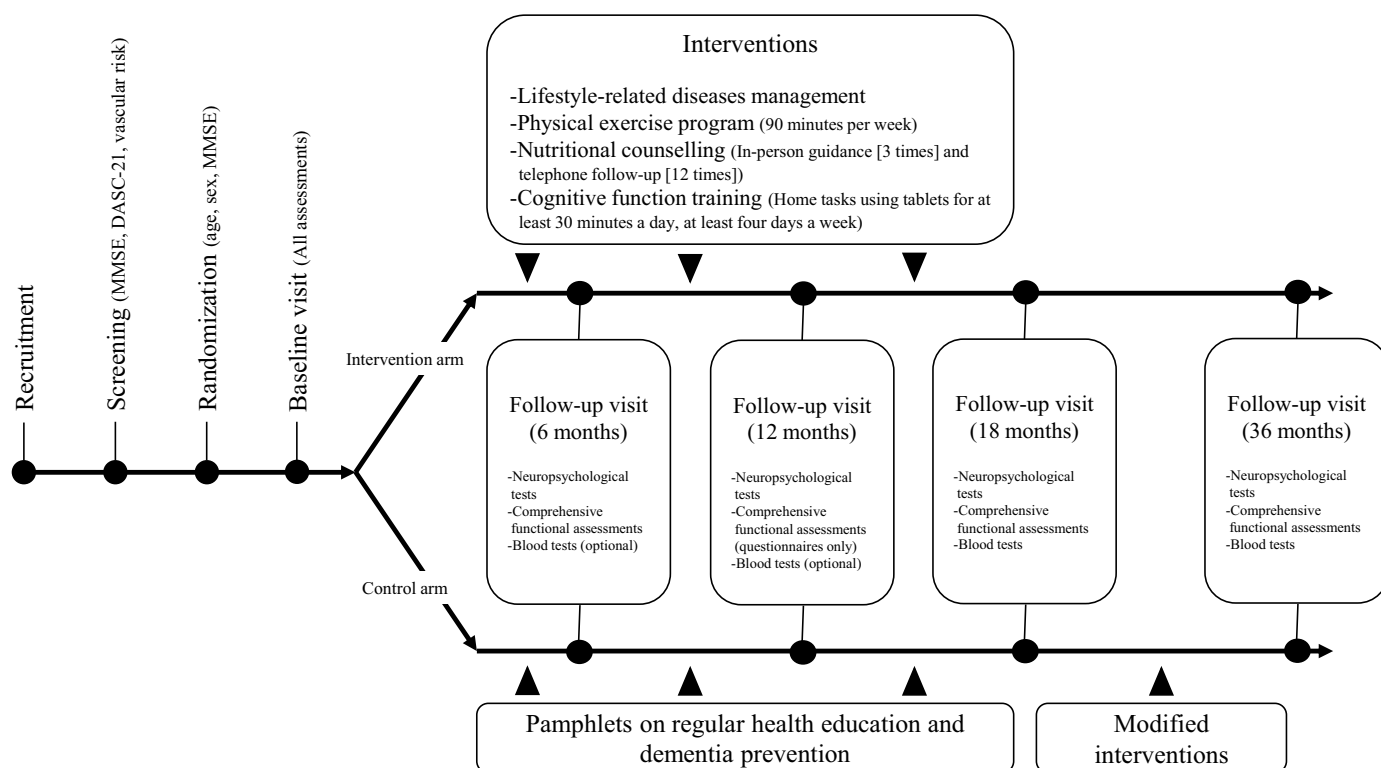 Interventions
-Lifestyle-related diseases management
-Physical exercise program (90 minutes per week)
-Nutritional counselling (In-person guidance [3 times] and
telephone follow-up [12 times])
-Cognitive function training (Home tasks using tablets for at
least 30 minutes a day, at least four days a week)
Recruitment
Screening (MMSE, DASC-21, vascular risk)
Randomization (age, sex, MMSE)
Baseline visit (All assessments)
Intervention arm
Control arm
Follow-up visit
(6 months)
-Neuropsychological
tests
-Comprehensive
functional assessments
-Blood tests (optional)
Follow-up visit
(12 months)
-Neuropsychological
tests
-Comprehensive
functional assessments
(questionnaires only)
-Blood tests (optional)
Follow-up visit
(18 months)
-Neuropsychological
tests
-Comprehensive
functional assessments
-Blood tests
Follow-up visit
(36 months)
-Neuropsychological
tests
-Comprehensive
functional assessments
-Blood tests
Pamphlets on regular health education and
dementia prevention
Modified
interventions